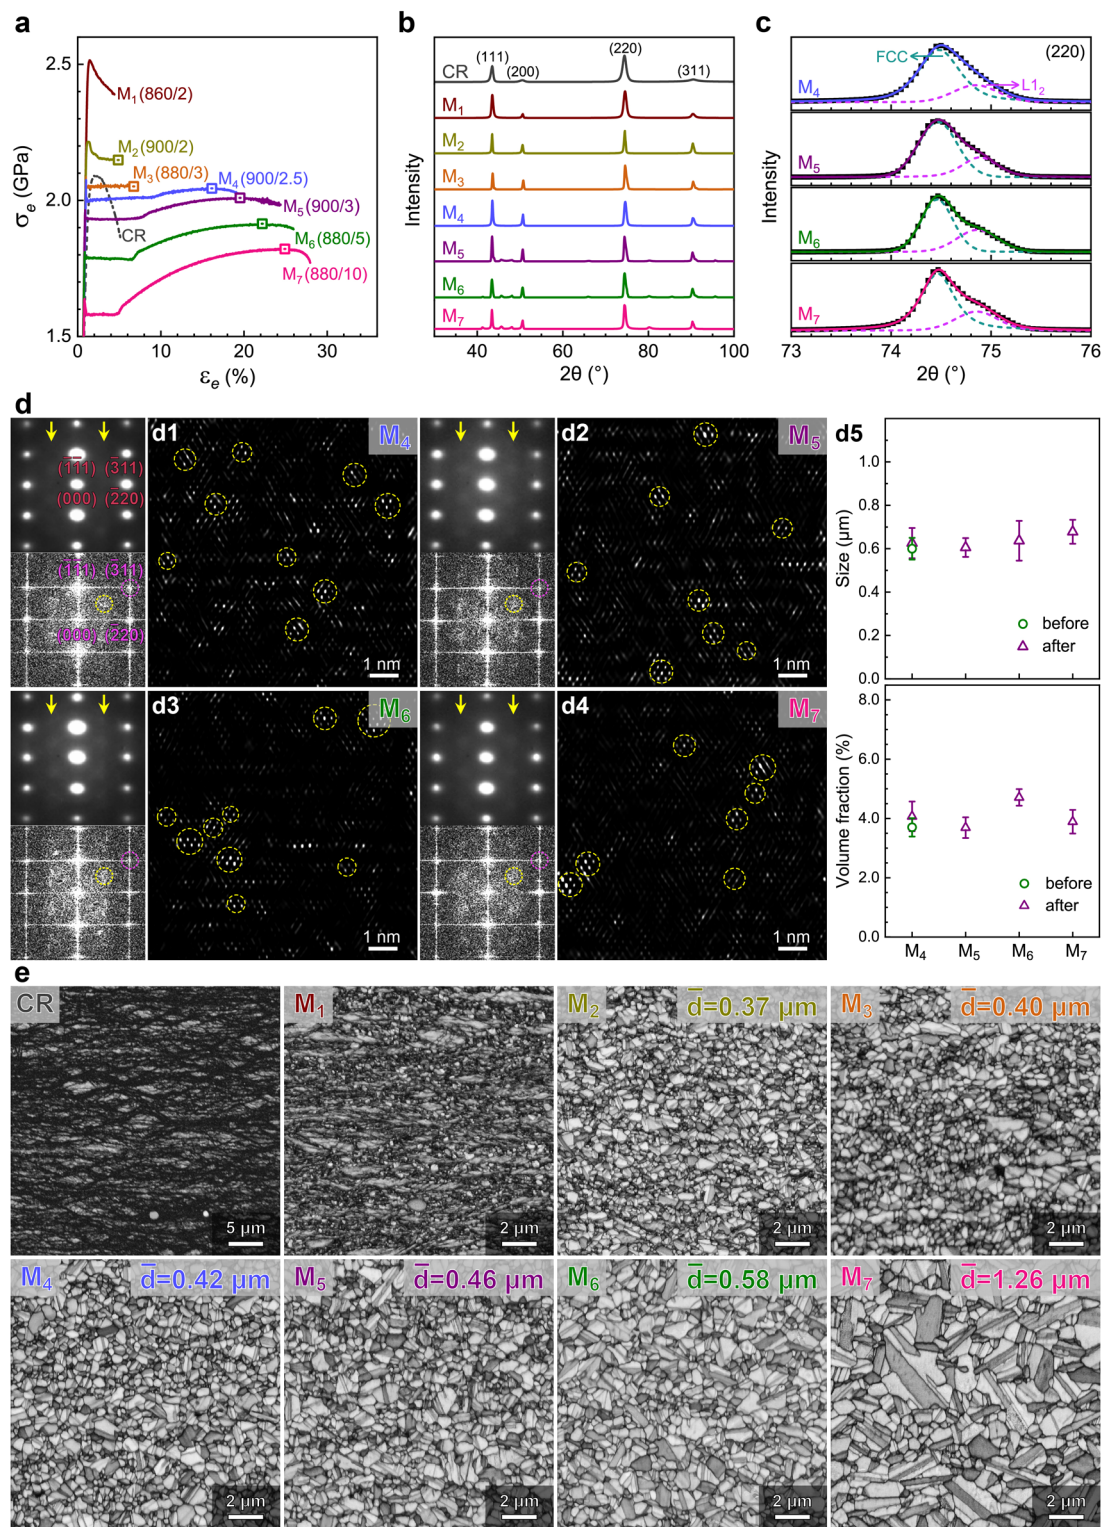 a
2.5
2.0
1.5
σe (GPa)
M1(860/2)
M2(900/2)
M3(880/3)
M4(900/2.5)
M5(900/3)
CR
M6(880/5)
M7(880/10)
0 10 20 30
εe (%)
b
(111) (200) (220) (311)
CR
M1
M2
M3
M4
M5
M6
M7
Intensity
40 60 80 100
2θ (°)
c
(220)
FCC
L12
M4
M5
M6
M7
Intensity
73 74 75 76
2θ (°)
d
(1̄1̄1) (3̄11)
(000) (2̄20)
(1̄1̄1) (3̄11)
(000) (2̄20)
d1
M4
1 nm
d2
M5
1 nm
d3
M6
1 nm
d4
M7
1 nm
d5
1.0
0.8
0.6
0.4
0.2
0.0
Size (µm)
before
after
8.0
6.0
4.0
2.0
0.0
Volume fraction (%)
before
after
M4 M5 M6 M7
e
CR
5 µm
M1
2 µm
M2
d̄=0.37 µm
2 µm
M3
d̄=0.40 µm
2 µm
M4
d̄=0.42 µm
2 µm
M5
d̄=0.46 µm
2 µm
M6
d̄=0.58 µm
2 µm
M7
d̄=1.26 µm
2 µm